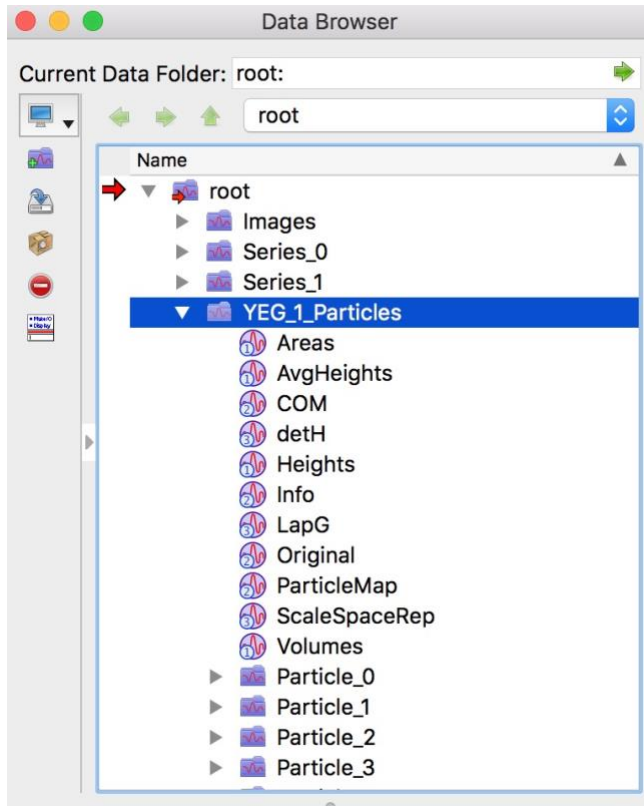 Data Browser
Current Data Folder: root:
root
Name
root
Images
Series_0
Series_1
YEG_1_Particles
Areas
AvgHeights
COM
detH
Heights
Info
LapG
Original
ParticleMap
ScaleSpaceRep
Volumes
Particle_0
Particle_1
Particle_2
Particle_3